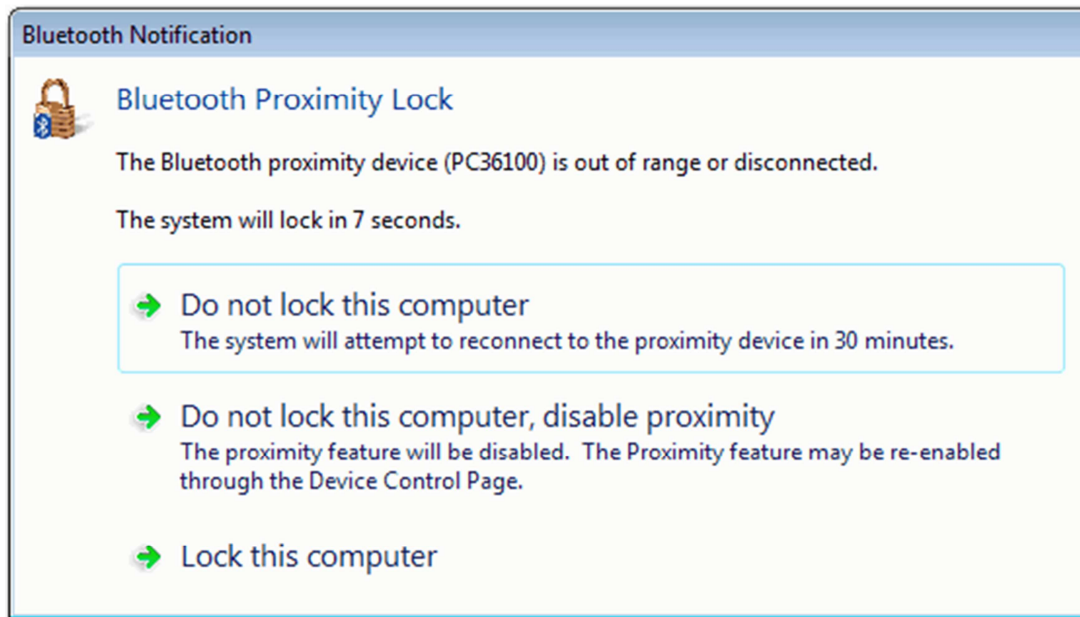 Bluetooth Notification
Bluetooth Proximity Lock
The Bluetooth proximity device (PC36100) is out of range or disconnected.
The system will lock in 7 seconds.
Do not lock this computer
The system will attempt to reconnect to the proximity device in 30 minutes.
Do not lock this computer, disable proximity
The proximity feature will be disabled.  The Proximity feature may be re-enabled
through the Device Control Page.
Lock this computer